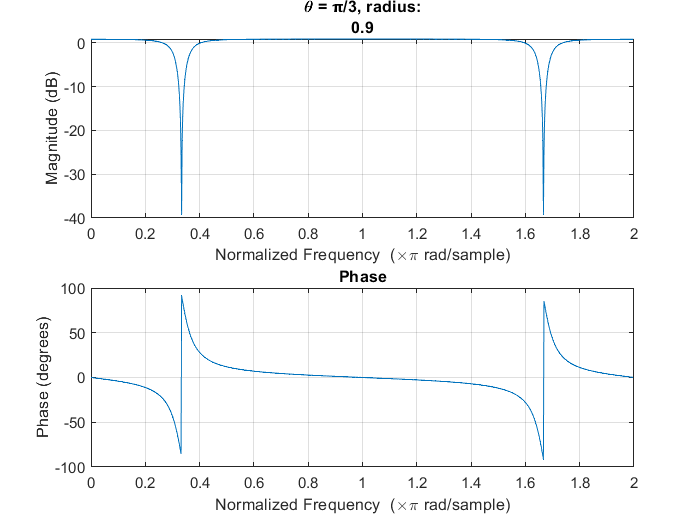 θ = π/3, radius:
0.9
0
-10
-20
-30
-40
Magnitude (dB)
0 0.2 0.4 0.6 0.8 1 1.2 1.4 1.6 1.8 2
Normalized Frequency (×π rad/sample)
Phase
100
50
0
-50
-100
Phase (degrees)
0 0.2 0.4 0.6 0.8 1 1.2 1.4 1.6 1.8 2
Normalized Frequency (×π rad/sample)